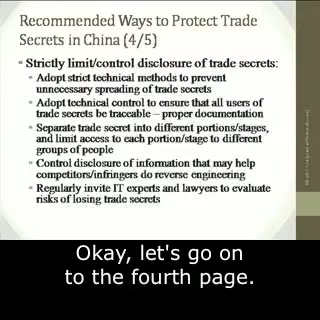 Recommended Ways to Protect Trade
Secrets in China (4/5)
Strictly limit/control disclosure of trade secrets:
Adopt strict technical methods to prevent
unnecessary spreading of trade secrets
Adopt technical control to ensure that all users of
trade secrets be traceable – proper documentation
Separate trade secret into different portions/stages,
and limit access to each portion/stage to different
groups of people
Control disclosure of information that may help
competitors/infringers do reverse engineering
Regularly invite IT experts and lawyers to evaluate
risks of losing trade secrets
Okay, let's go on
to the fourth page.